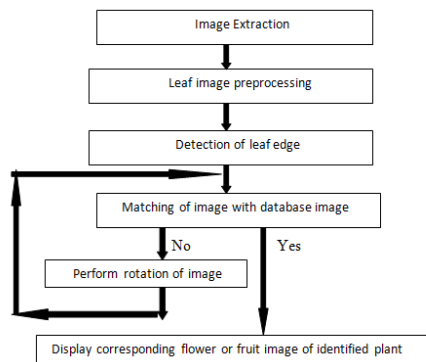 Image Extraction
Leaf image preprocessing
Detection of leaf edge
Matching of image with database image
No
Yes
Perform rotation of image
Display corresponding flower or fruit image of identified plant